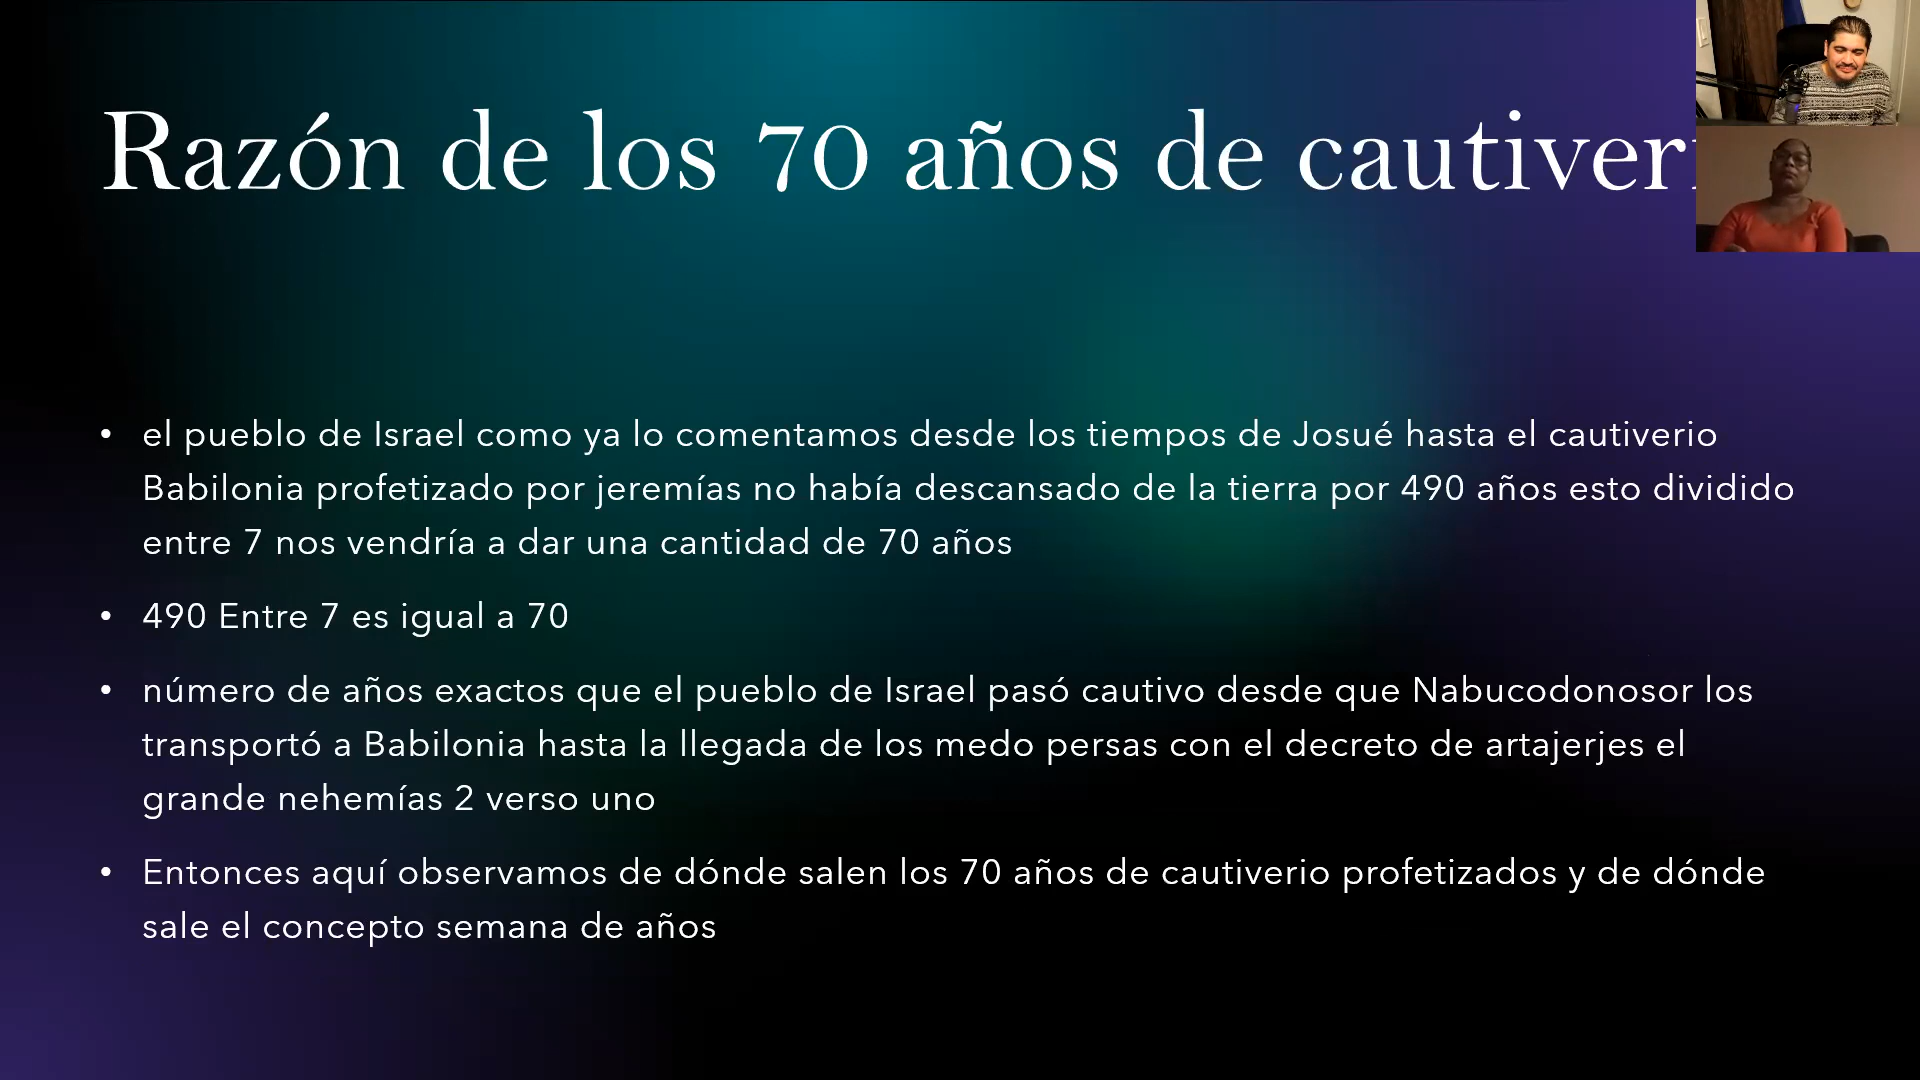 Razón de los 70 años de cautiver
el pueblo de Israel como ya lo comentamos desde los tiempos de Josué hasta el cautiverio
Babilonia profetizado por jeremías no había descansado de la tierra por 490 años esto dividido
entre 7 nos vendría a dar una cantidad de 70 años
490 Entre 7 es igual a 70
número de años exactos que el pueblo de Israel pasó cautivo desde que Nabucodonosor los
transportó a Babilonia hasta la llegada de los medo persas con el decreto de artajerjes el
grande nehemías 2 verso uno
Entonces aquí observamos de dónde salen los 70 años de cautiverio profetizados y de dónde
sale el concepto semana de años